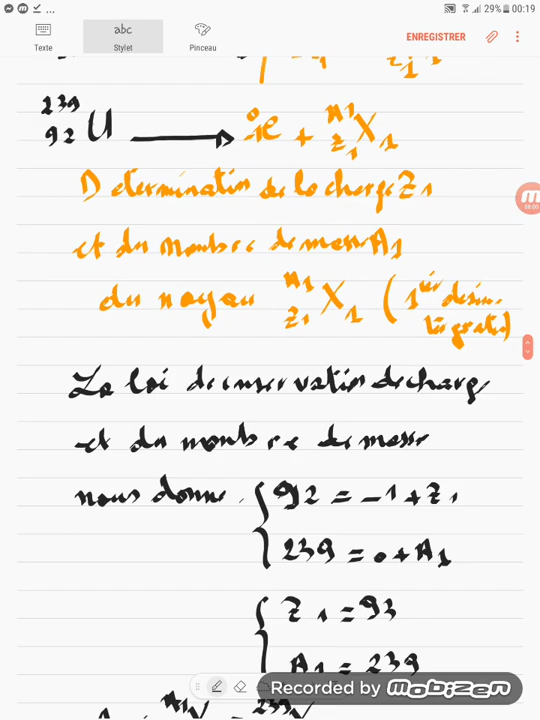 29% 00:19
abc
Texte Stylet Pinceau ENREGISTRER
239 92 U → 0 -1 e + A1 Z1 X1
Détermination de la charge Z1
et du nombre de masse A1
du noyau A1 Z1 X1 (1ier désin-
tégration)
La loi de conservation de charge
et du nombre de masse
nous donne : { 92 = -1 + Z1
239 = 0 + A1
{ Z1 = 93
A1 = 239
Recorded by mobizen